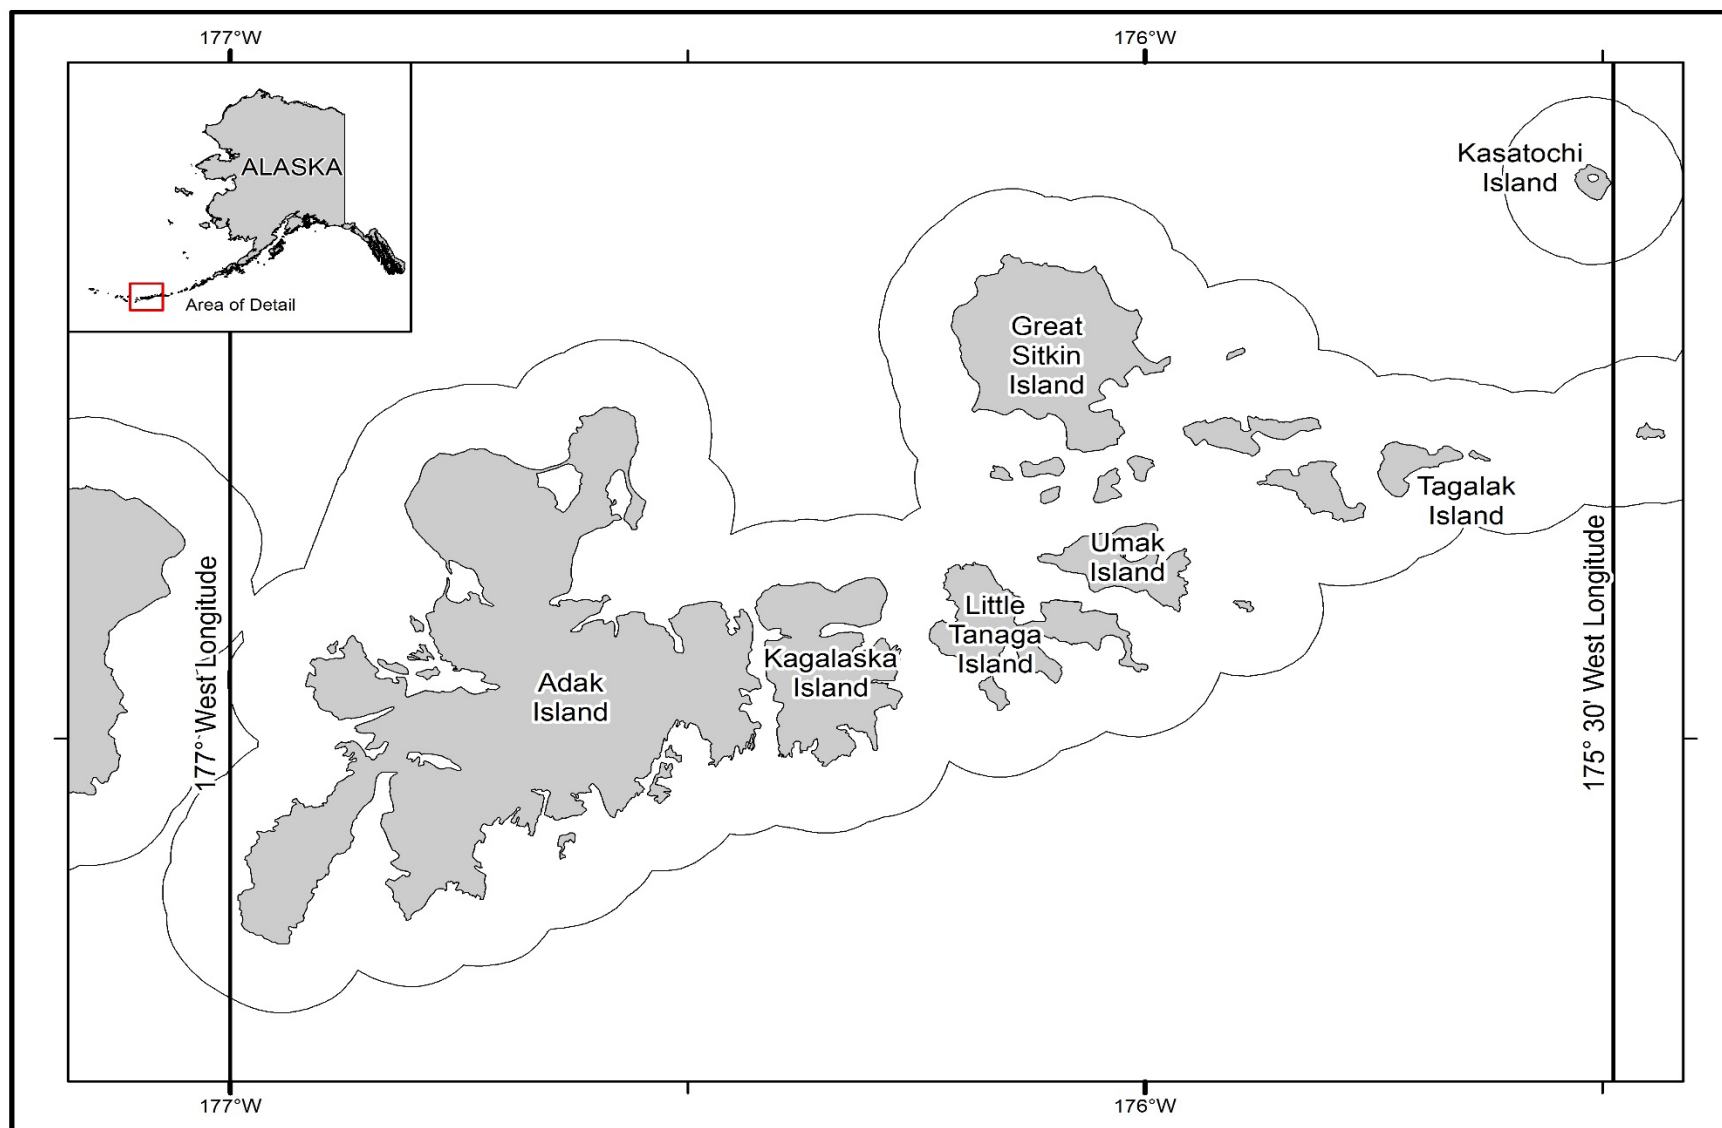 177°W
176°W
ALASKA
Area of Detail
Kasatochi
Island
Great
Sitkin
Island
Tagalak
Island
Umak
Island
Little
Tanaga
Island
Kagalaska
Island
Adak
Island
177° West Longitude
175° 30' West Longitude
177°W
176°W